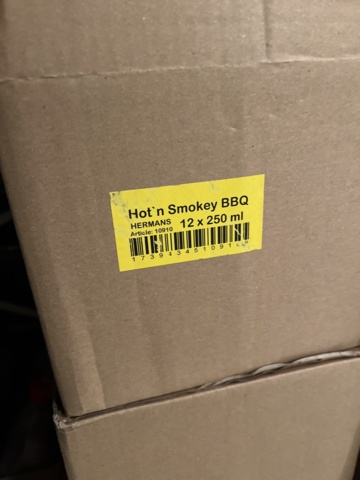 Hot`n Smokey BBQ
HERMANS 12 x 250 ml
Article: 10910